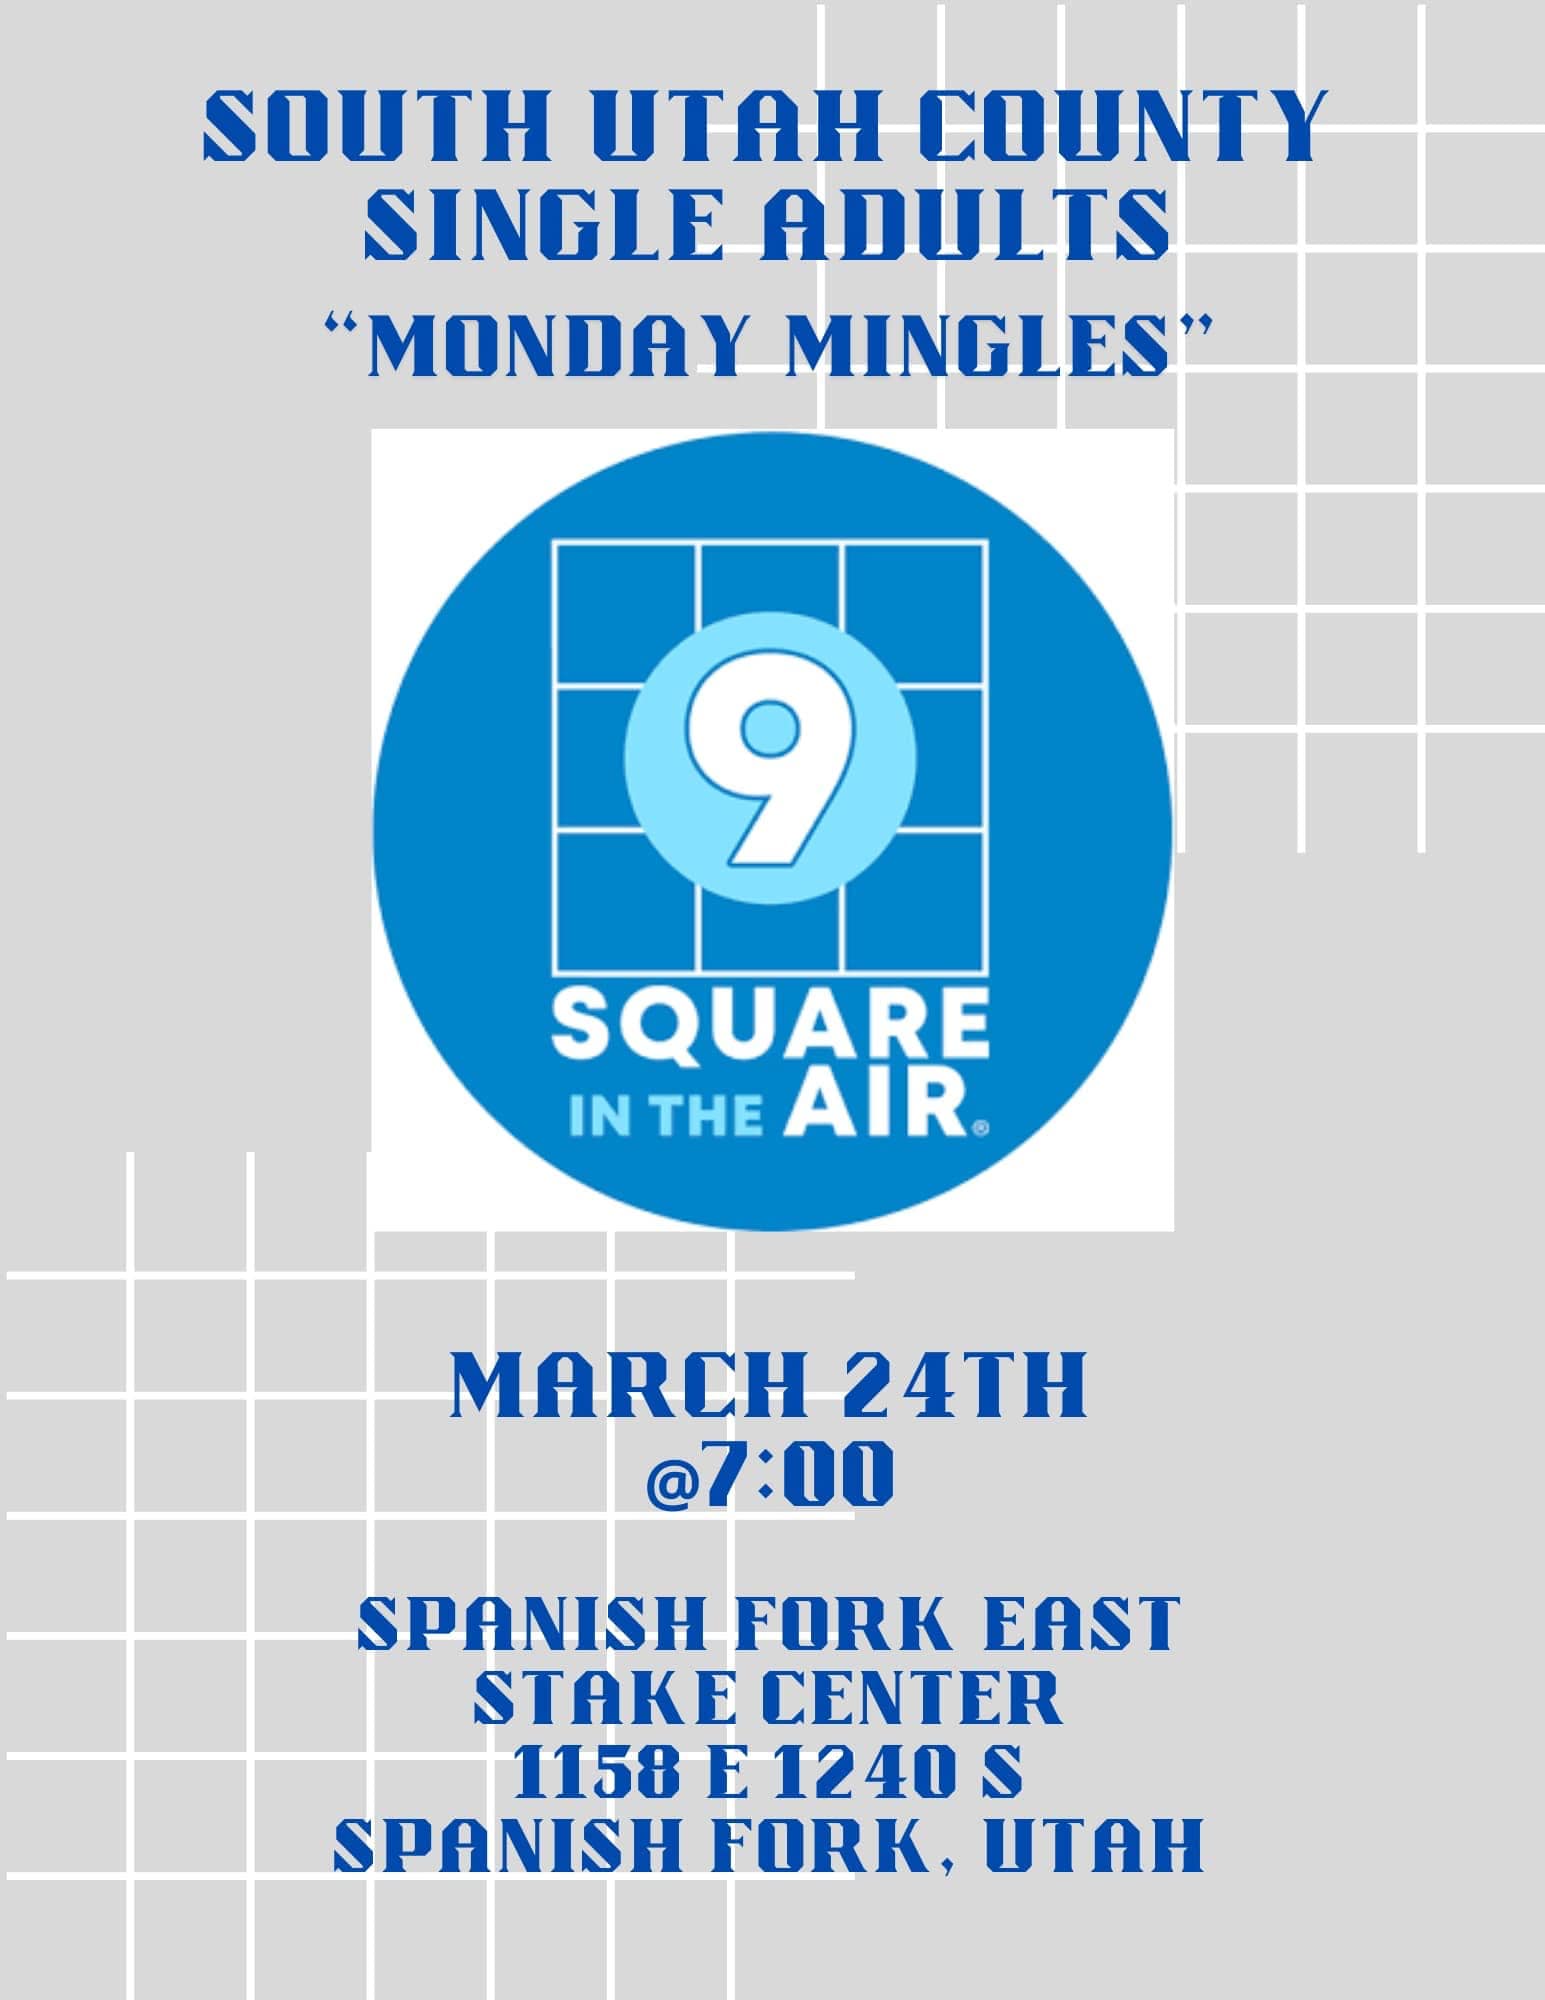 SOUTH UTAH COUNTY
SINGLE ADULTS
“MONDAY MINGLES”
9
SQUARE
IN THE AIR®
MARCH 24TH
@7:00
SPANISH FORK EAST
STAKE CENTER
1158 E 1240 S
SPANISH FORK, UTAH